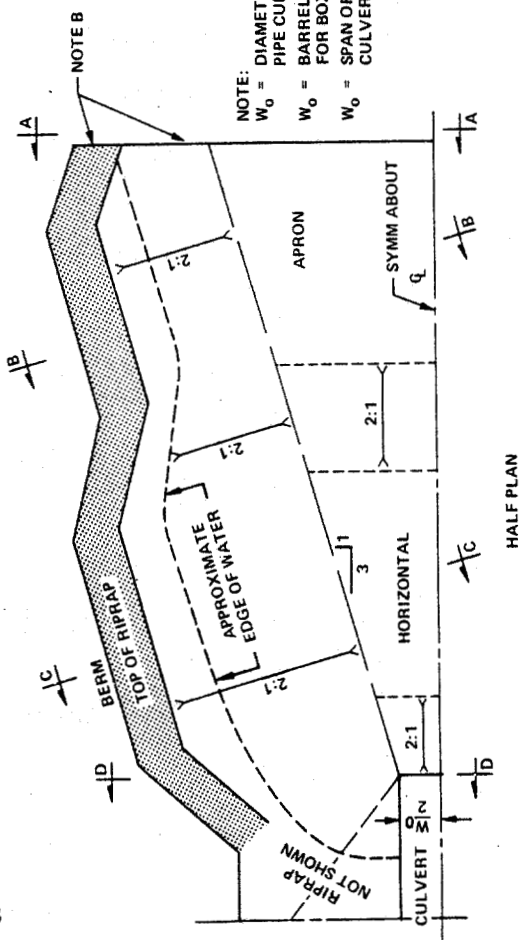 A
NOTE B
NOTE:
W₀ = DIAMET
PIPE CUL
W₀ = BARREL
FOR BOX
W₀ = SPAN OF
CULVERT
B
C
BERM
TOP OF RIPRAP
D
2:1
2:1
2:1
APPROXIMATE
EDGE OF WATER
RIPRAP
NOT SHOWN
1
3
APRON
2:1
HORIZONTAL
2:1
W₀
2
CULVERT
SYMM ABOUT
℄
A
B
C
D
HALF PLAN